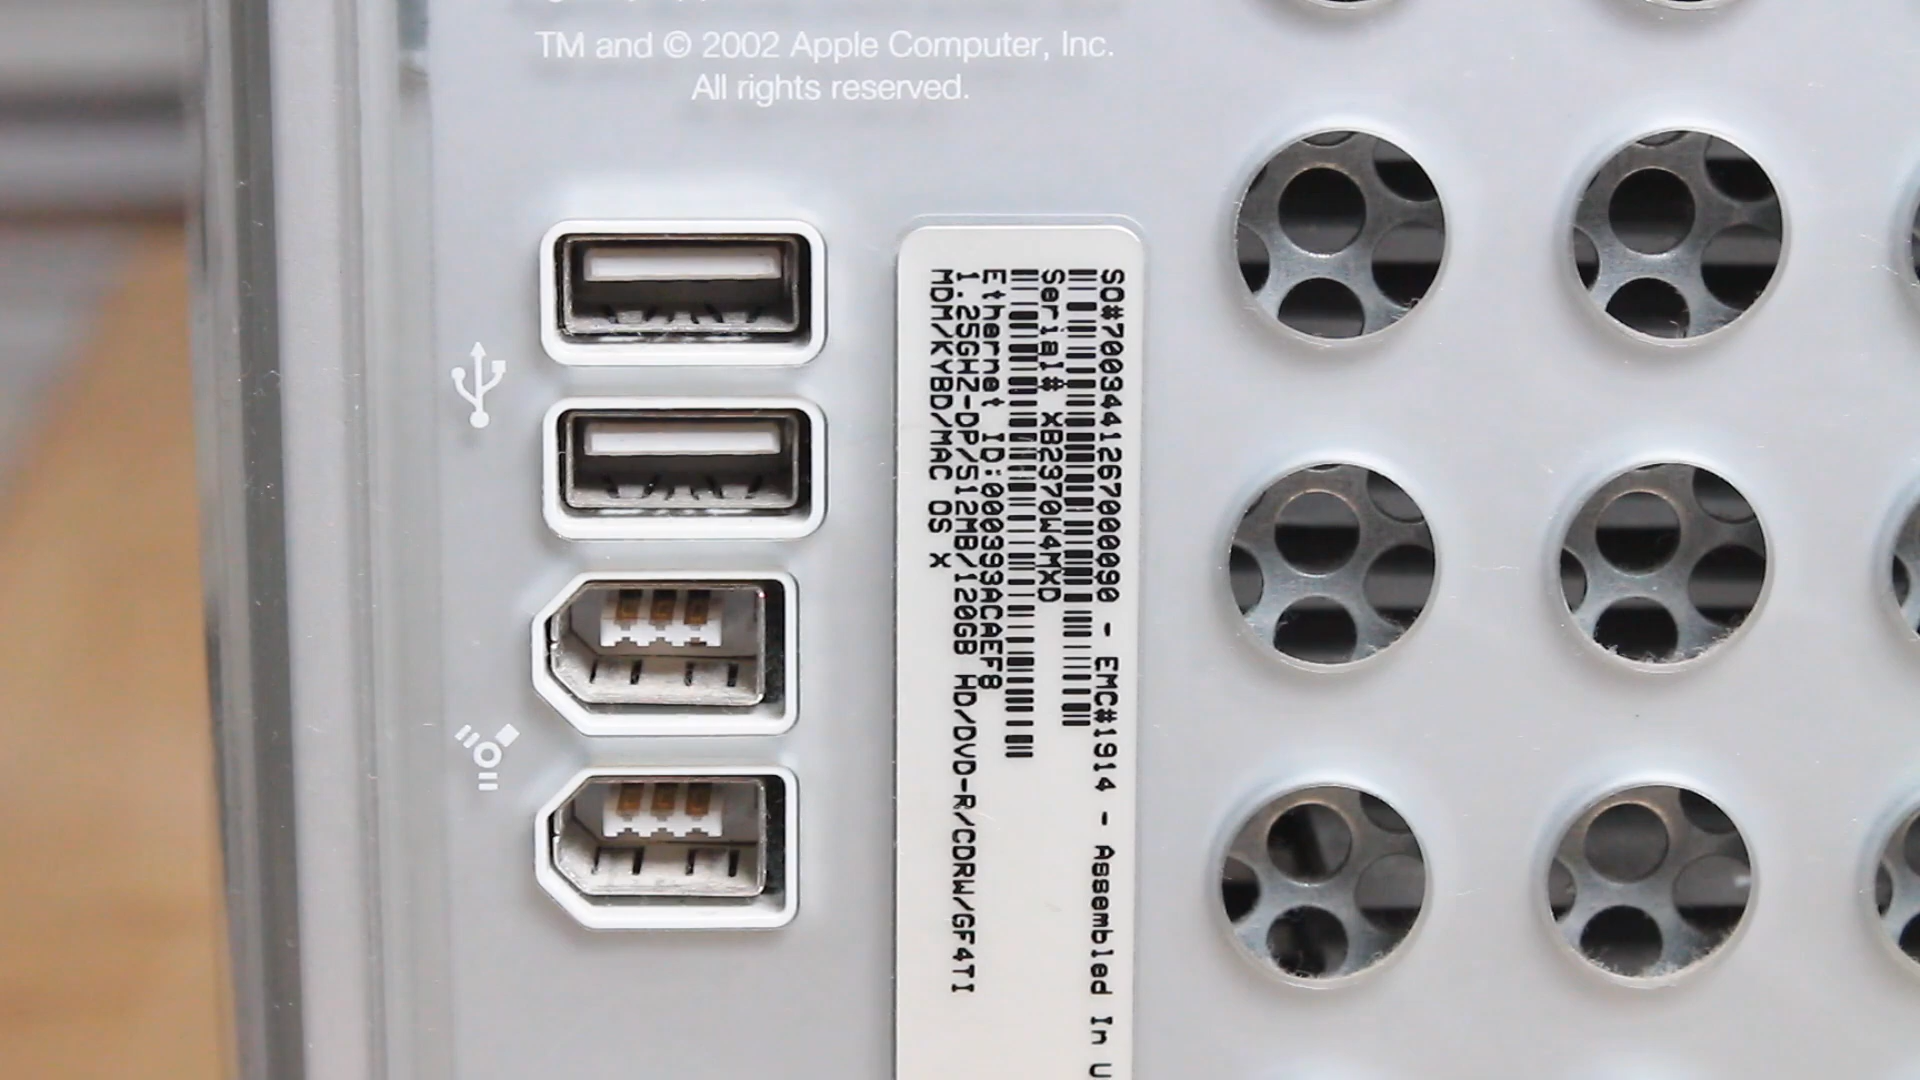 TM and © 2002 Apple Computer, Inc.
All rights reserved.
SO#70034412670000090 - EMC#1914 - Assembled In U
Serial# XB2370W4MXD
Ethernet ID:000393ACAEF8
1.25GHZ-DP/512MB/120GB HD/DVD-R/CDRW/GF4TI
MDM/KYBD/MAC OS X